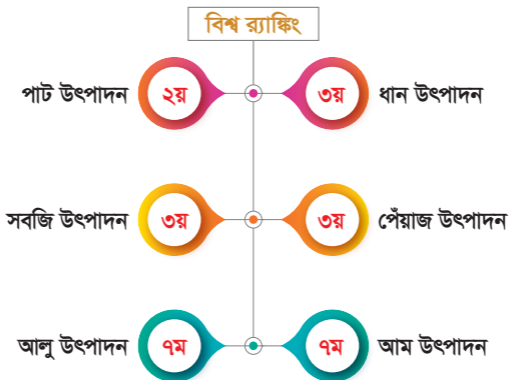 বিশ্ব র‍্যাঙ্কিং
পাট উৎপাদন ২য় ৩য় ধান উৎপাদন
সবজি উৎপাদন ৩য় ৩য় পেঁয়াজ উৎপাদন
আলু উৎপাদন ৭ম ৭ম আম উৎপাদন